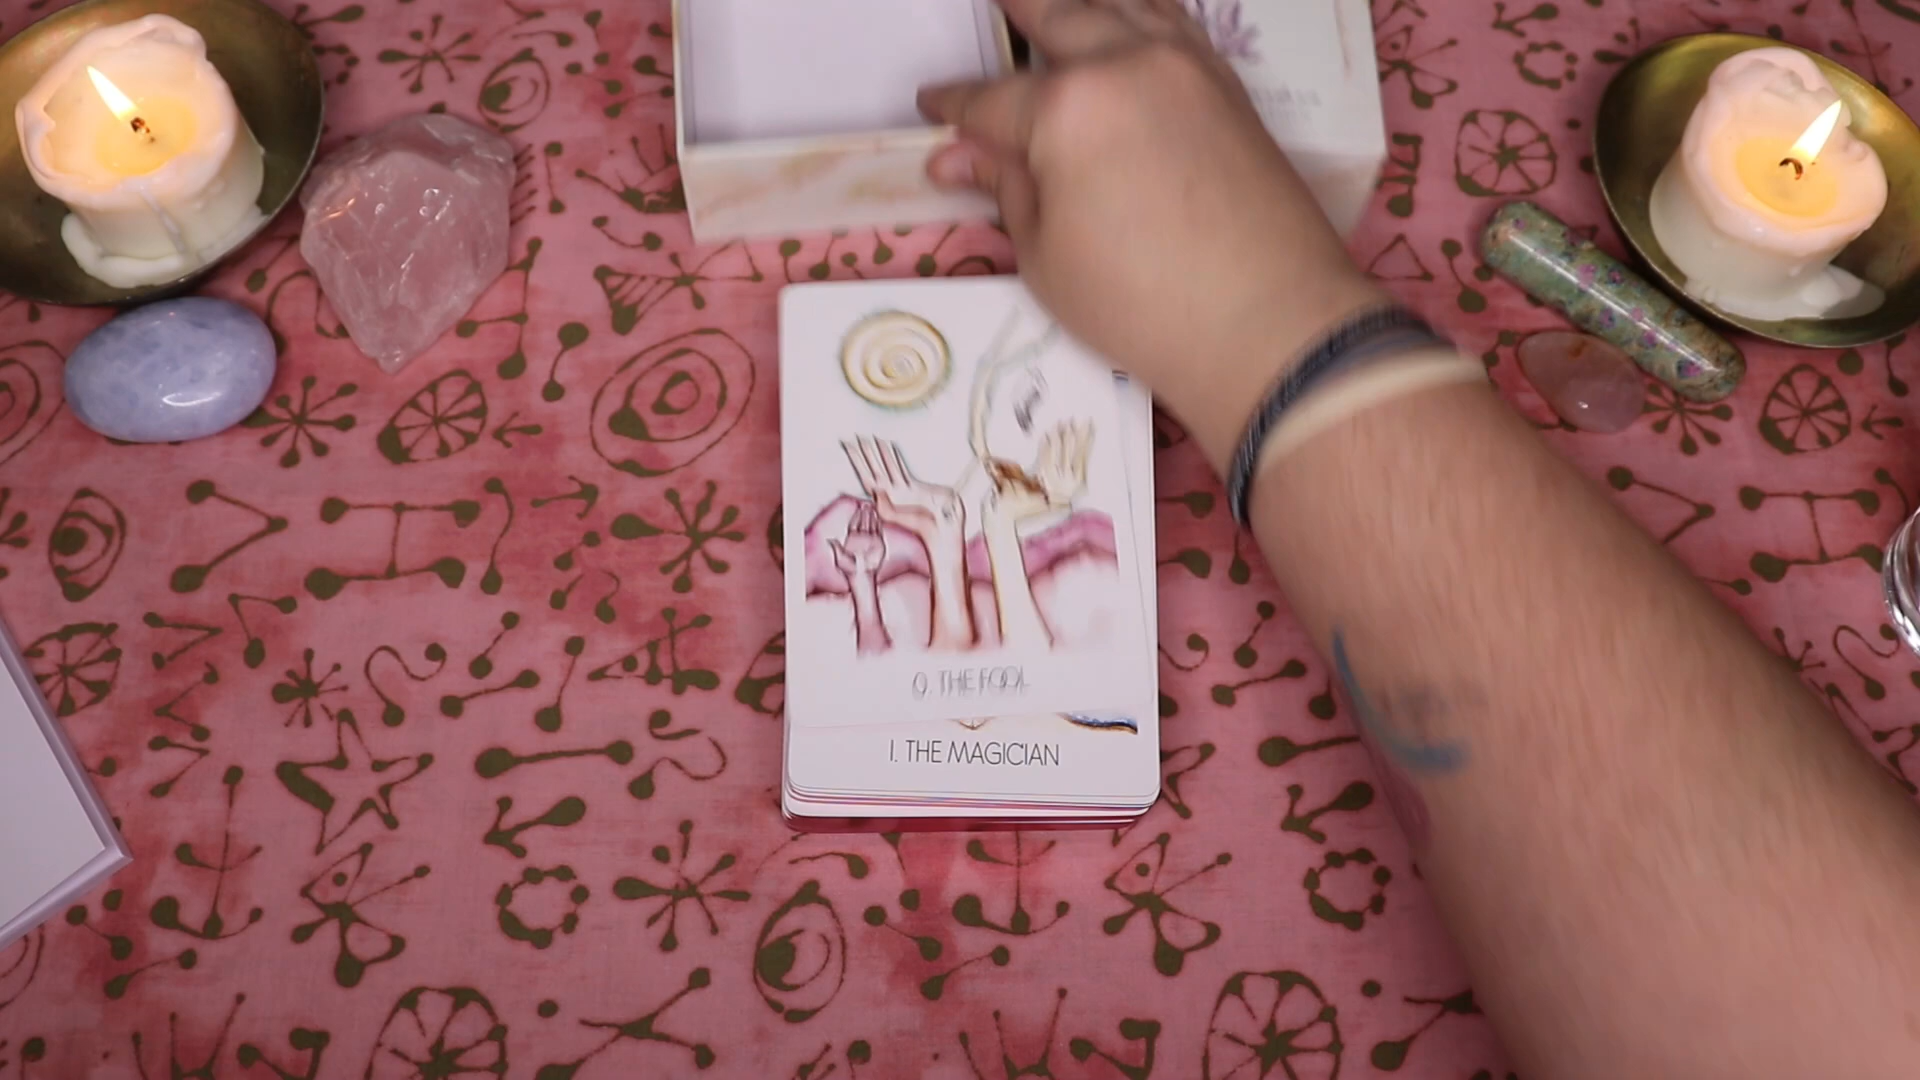 0. THE FOOL
I. THE MAGICIAN